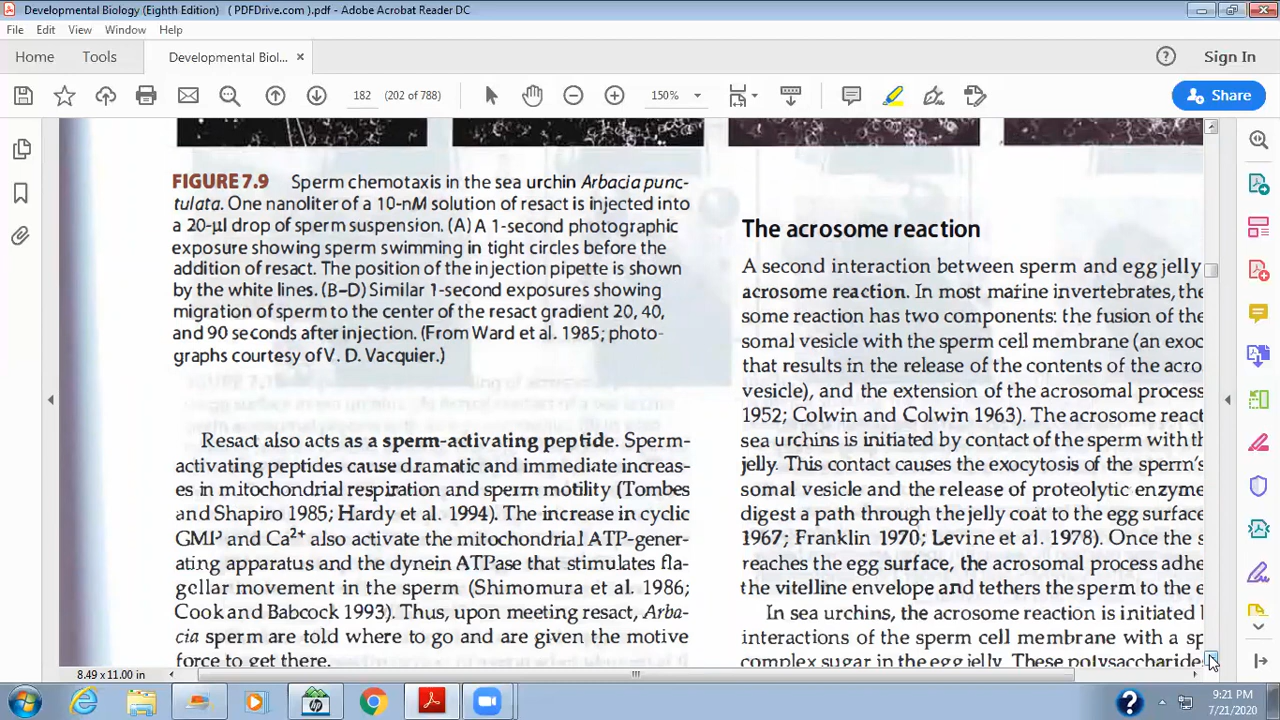 Developmental Biology (Eighth Edition) ( PDFDrive.com ).pdf - Adobe Acrobat Reader DC
File Edit View Window Help
Home Tools Developmental Biol... × Sign In
182 (202 of 788) 150% Share
FIGURE 7.9 Sperm chemotaxis in the sea urchin Arbacia punc-
tulata. One nanoliter of a 10-nM solution of resact is injected into
a 20-μl drop of sperm suspension. (A) A 1-second photographic
exposure showing sperm swimming in tight circles before the
addition of resact. The position of the injection pipette is shown
by the white lines. (B–D) Similar 1-second exposures showing
migration of sperm to the center of the resact gradient 20, 40,
and 90 seconds after injection. (From Ward et al. 1985; photo-
graphs courtesy of V. D. Vacquier.)
Resact also acts as a sperm-activating peptide. Sperm-
activating peptides cause dramatic and immediate increas-
es in mitochondrial respiration and sperm motility (Tombes
and Shapiro 1985; Hardy et al. 1994). The increase in cyclic
GMP and Ca²⁺ also activate the mitochondrial ATP-gener-
ating apparatus and the dynein ATPase that stimulates fla-
gellar movement in the sperm (Shimomura et al. 1986;
Cook and Babcock 1993). Thus, upon meeting resact, Arba-
cia sperm are told where to go and are given the motive
force to get there.
The acrosome reaction
A second interaction between sperm and egg jelly
acrosome reaction. In most marine invertebrates, the
some reaction has two components: the fusion of the
somal vesicle with the sperm cell membrane (an exoc
that results in the release of the contents of the acro
vesicle), and the extension of the acrosomal process
1952; Colwin and Colwin 1963). The acrosome react
sea urchins is initiated by contact of the sperm with th
jelly. This contact causes the exocytosis of the sperm's
somal vesicle and the release of proteolytic enzyme
digest a path through the jelly coat to the egg surface
1967; Franklin 1970; Levine et al. 1978). Once the s
reaches the egg surface, the acrosomal process adhe
the vitelline envelope and tethers the sperm to the e
In sea urchins, the acrosome reaction is initiated
interactions of the sperm cell membrane with a sp
complex sugar in the egg jelly. These polysaccharide
8.49 x 11.00 in
9:21 PM
7/21/2020